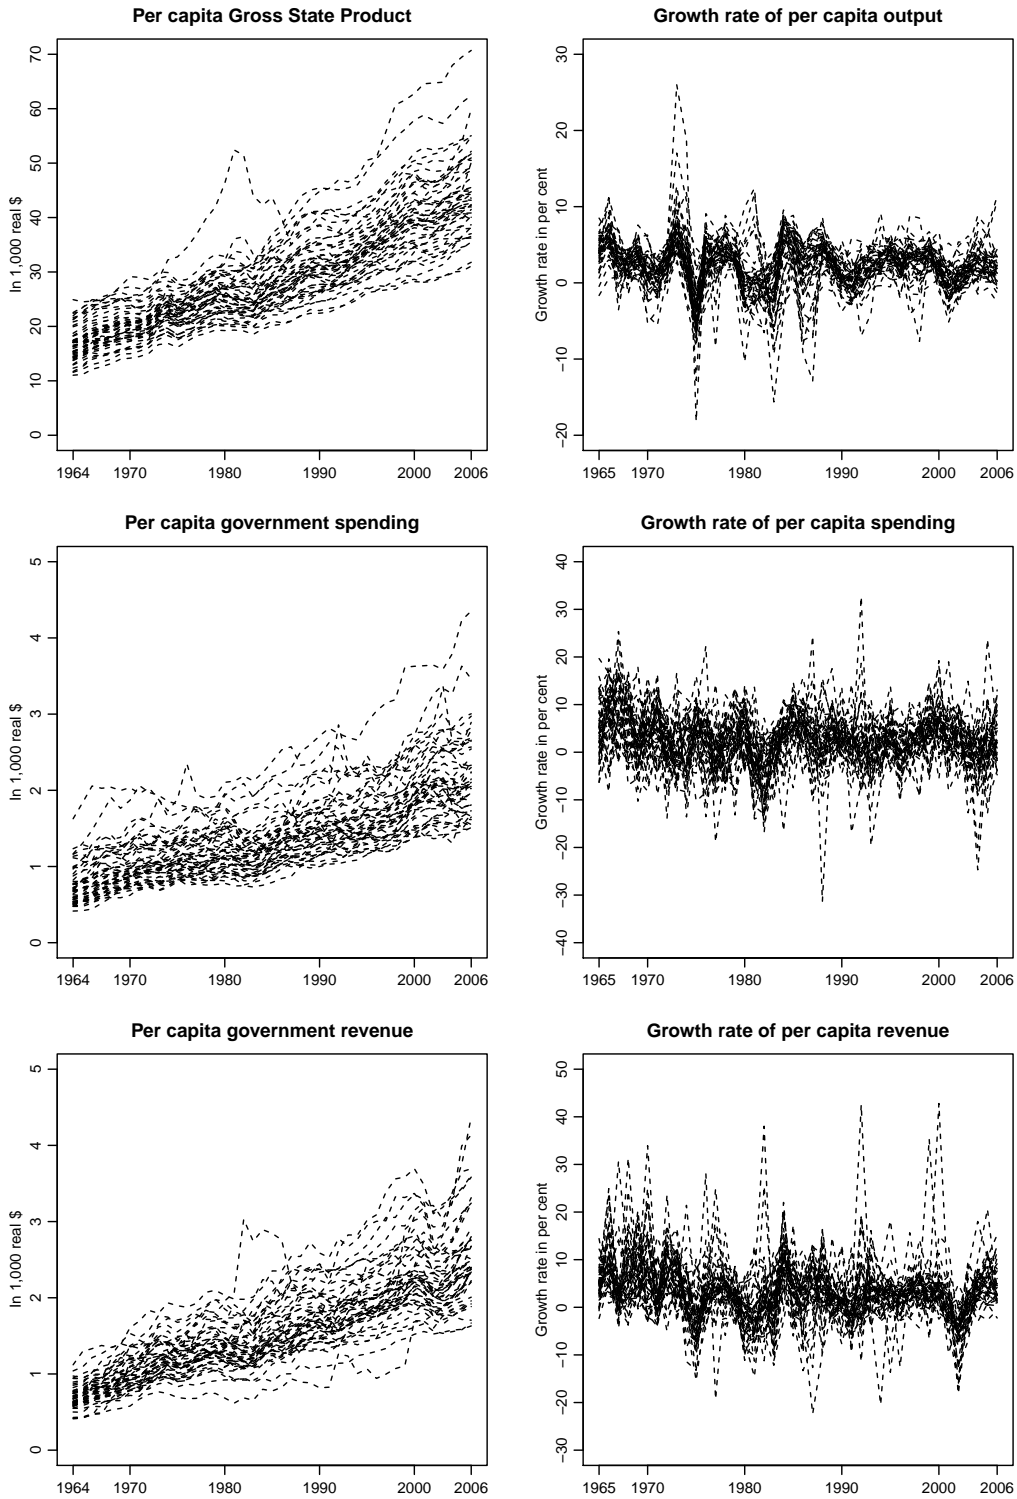 Per capita Gross State Product
In 1,000 real $
0 10 20 30 40 50 60 70
1964 1970 1980 1990 2000 2006
Growth rate of per capita output
Growth rate in per cent
−20 −10 0 10 20 30
1965 1970 1980 1990 2000 2006
Per capita government spending
In 1,000 real $
0 1 2 3 4 5
1964 1970 1980 1990 2000 2006
Growth rate of per capita spending
Growth rate in per cent
−40 −30 −20 −10 0 10 20 30 40
1965 1970 1980 1990 2000 2006
Per capita government revenue
In 1,000 real $
0 1 2 3 4 5
1964 1970 1980 1990 2000 2006
Growth rate of per capita revenue
Growth rate in per cent
−30 −20 −10 0 10 20 30 40 50
1965 1970 1980 1990 2000 2006